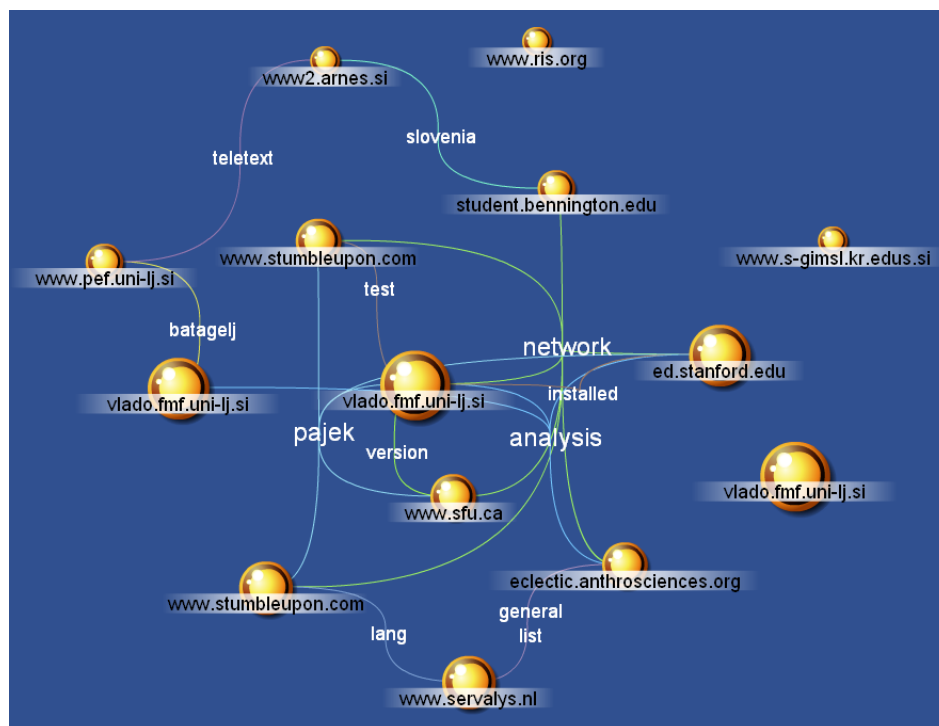 www.ris.org
www2.arnes.si
slovenia
teletext
student.bennington.edu
www.stumbleupon.com
www.s-gimsl.kr.edus.si
www.pef.uni-lj.si
test
batagelj
network
ed.stanford.edu
installed
vlado.fmf.uni-lj.si
vlado.fmf.uni-lj.si
pajek
analysis
version
vlado.fmf.uni-lj.si
www.sfu.ca
eclectic.anthrosciences.org
www.stumbleupon.com
general
list
lang
www.servalys.nl